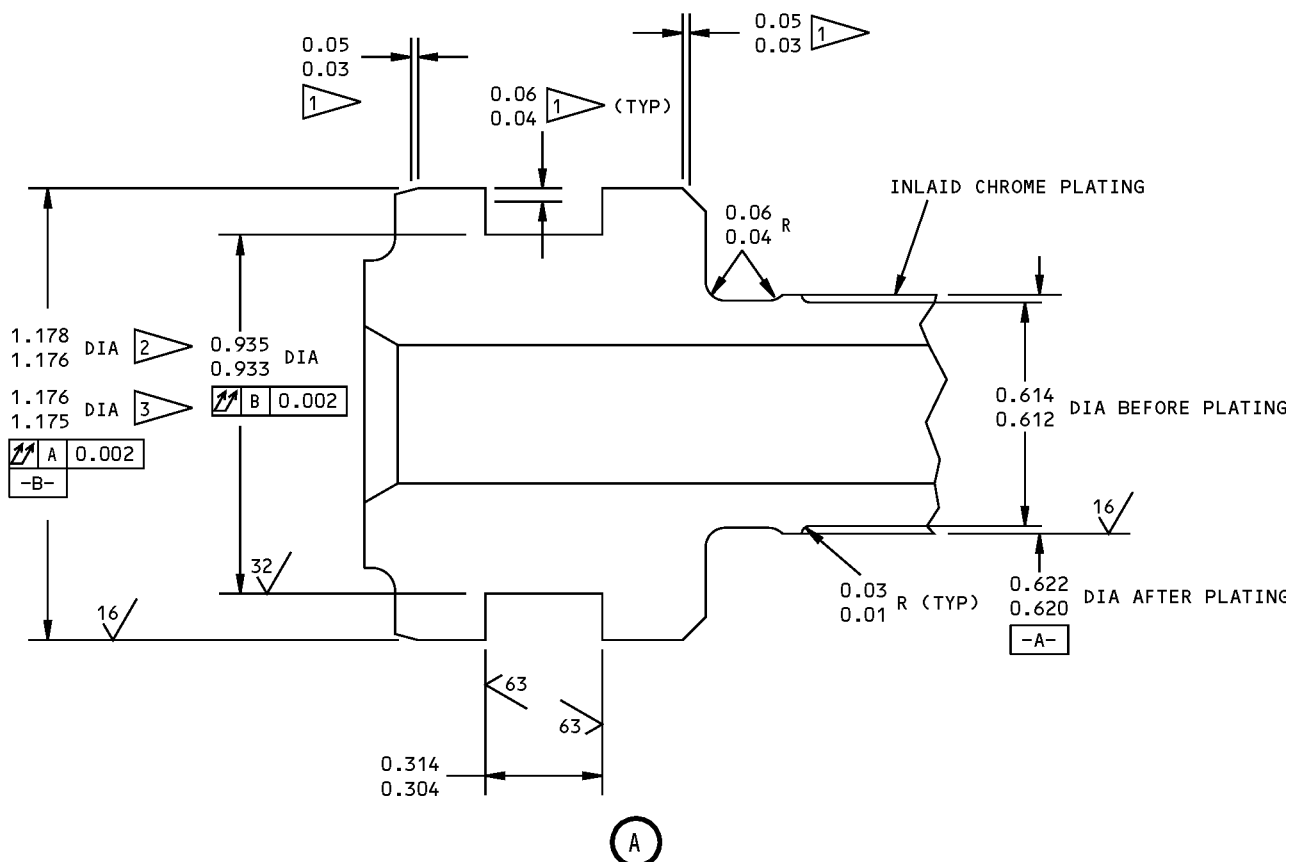 0.05
0.03
1
0.06
0.04
1
(TYP)
0.05
0.03
1
INLAID CHROME PLATING
0.06
0.04
R
1.178
1.176
DIA
2
1.176
1.175
DIA
3
A 0.002
-B-
0.935
0.933
DIA
B 0.002
0.614
0.612
DIA BEFORE PLATING
16
0.622
0.620
DIA AFTER PLATING
-A-
0.03
0.01
R (TYP)
32
16
63
63
0.314
0.304
A